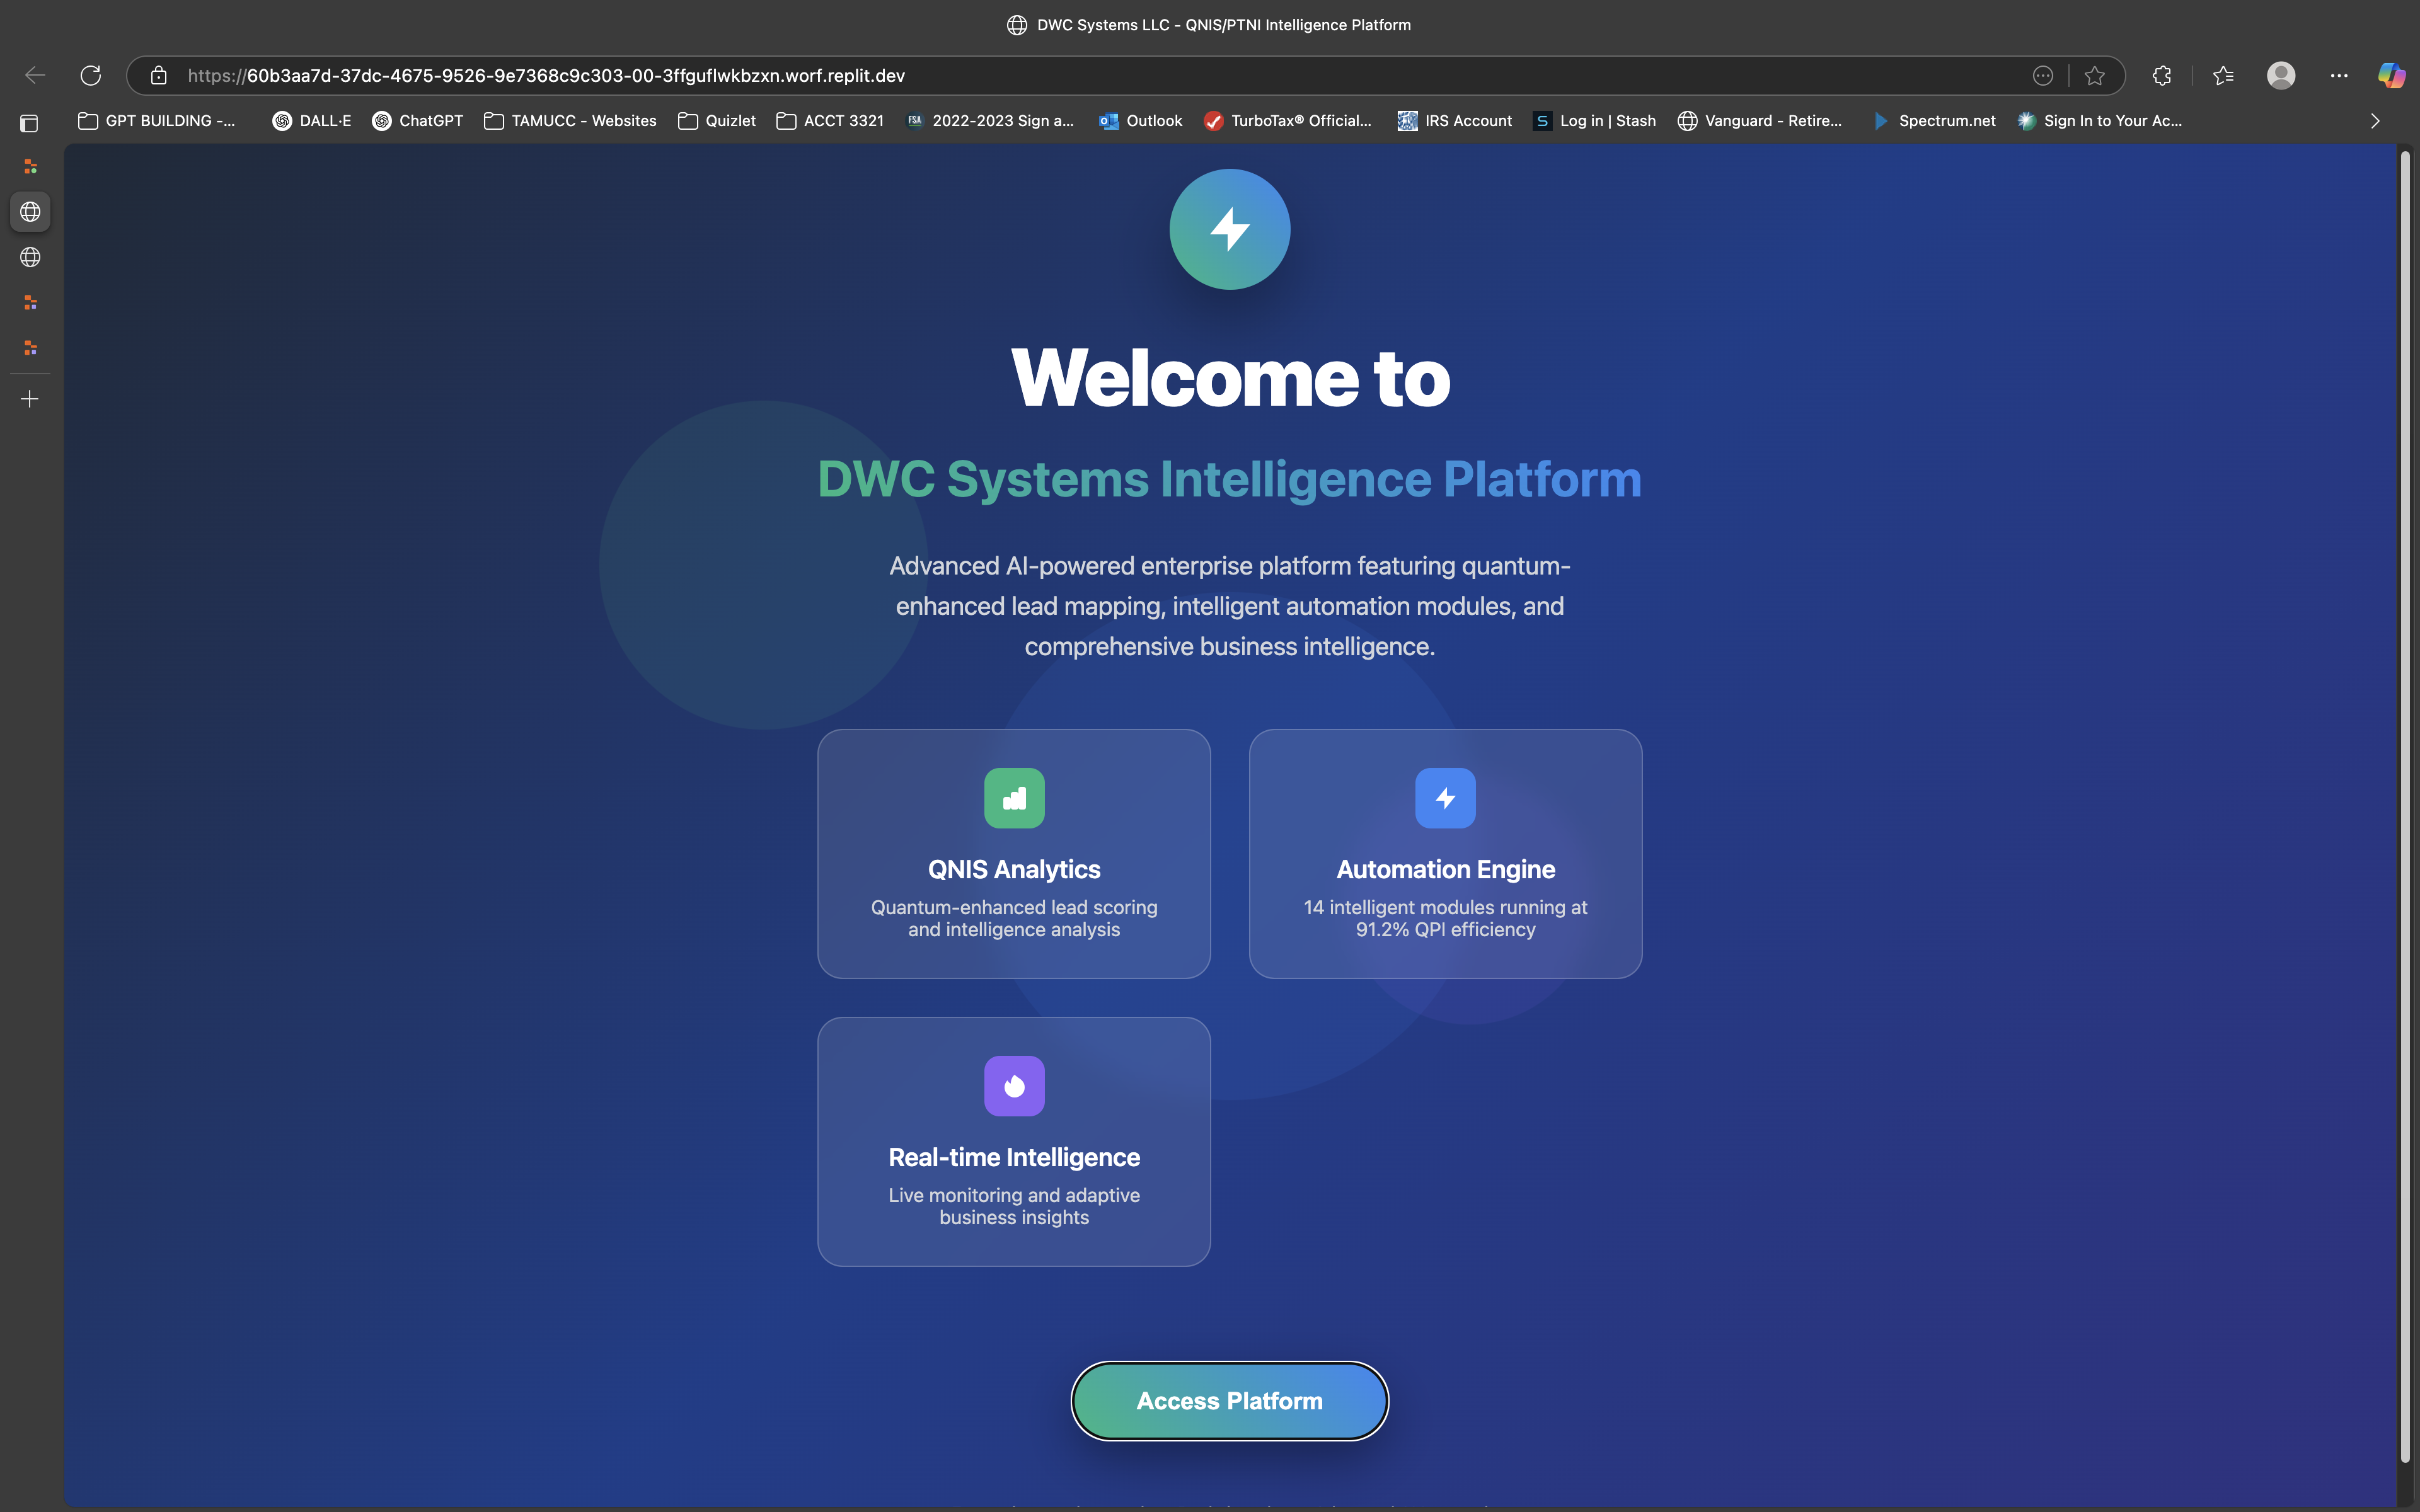 DWC Systems LLC - QNIS/PTNI Intelligence Platform
https://60b3aa7d-37dc-4675-9526-9e7368c9c303-00-3ffguflwkbzxn.worf.replit.dev
GPT BUILDING -...
DALL·E
ChatGPT
TAMUCC - Websites
Quizlet
ACCT 3321
FSA
2022-2023 Sign a...
Outlook
TurboTax® Official...
IRS Account
S
Log in | Stash
Vanguard - Retire...
Spectrum.net
Sign In to Your Ac...
Welcome to
DWC Systems Intelligence Platform
Advanced AI-powered enterprise platform featuring quantum-
enhanced lead mapping, intelligent automation modules, and
comprehensive business intelligence.
QNIS Analytics
Quantum-enhanced lead scoring
and intelligence analysis
Automation Engine
14 intelligent modules running at
91.2% QPI efficiency
Real-time Intelligence
Live monitoring and adaptive
business insights
Access Platform